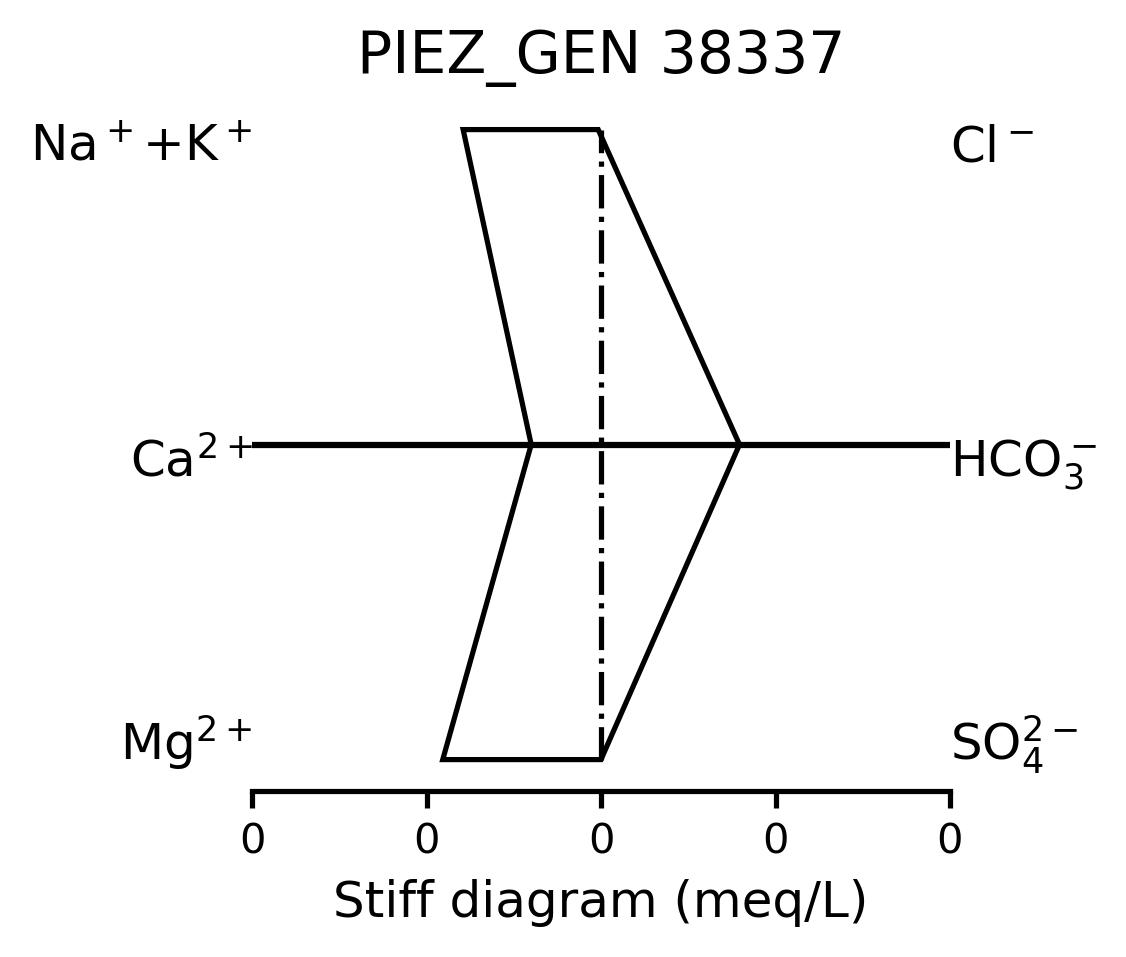 PIEZ_GEN 38337
Na⁺+K⁺
Cl⁻
Ca²⁺
HCO₃⁻
Mg²⁺
SO₄²⁻
0 0 0 0 0
Stiff diagram (meq/L)